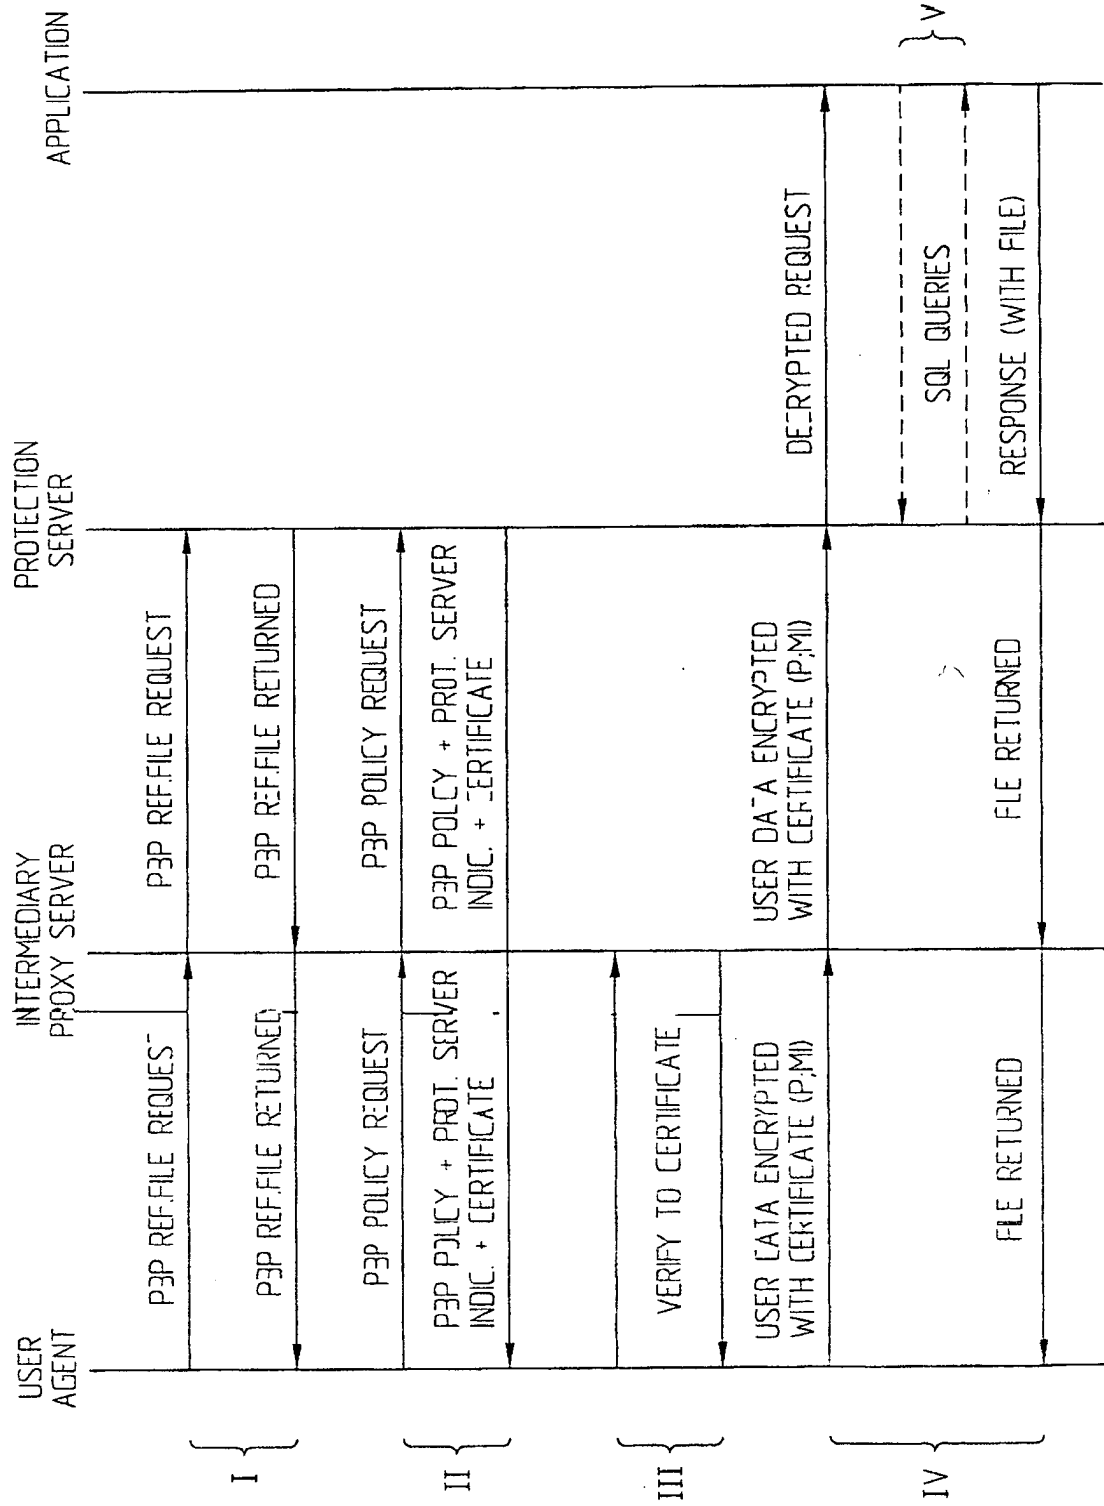 USER
AGENT
INTERMEDIARY
PROXY SERVER
PROTECTION
SERVER
APPLICATION
I
P3P REF.FILE REQUEST
P3P REF.FILE REQUEST
P3P REF.FILE RETURNED
P3P REF.FILE RETURNED
II
P3P POLICY REQUEST
P3P POLICY REQUEST
P3P POLICY + PROT. SERVER
INDIC. + CERTIFICATE
P3P POLICY + PROT. SERVER
INDIC. + CERTIFICATE
III
VERIFY TO CERTIFICATE
IV
USER DATA ENCRYPTED
WITH CERTIFICATE (P;MI)
USER DATA ENCRYPTED
WITH CERTIFICATE (P;MI)
DECRYPTED REQUEST
SQL QUERIES
V
FILE RETURNED
FILE RETURNED
RESPONSE (WITH FILE)